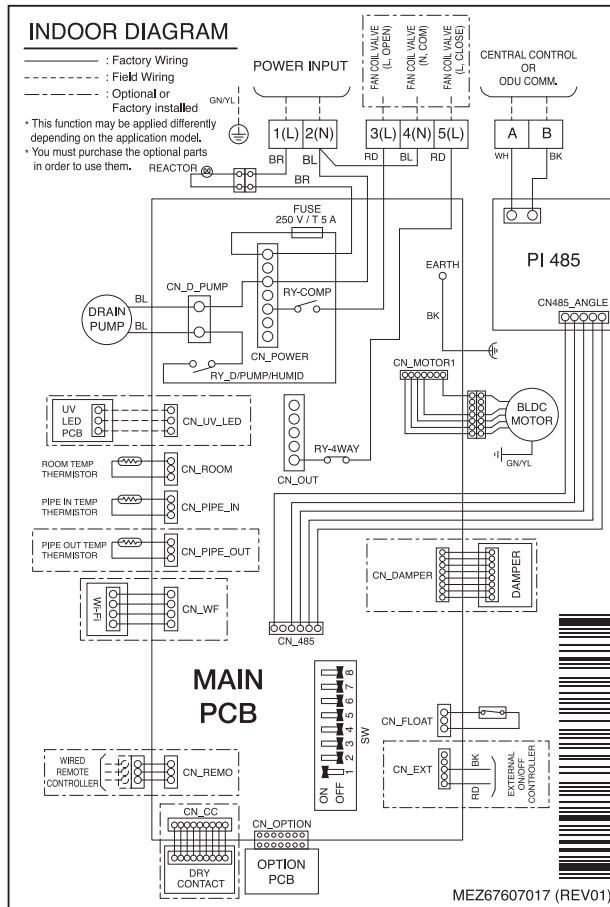 INDOOR DIAGRAM
: Factory Wiring
: Field Wiring
: Optional or
Factory installed
* This function may be applied differently
depending on the application model.
* You must purchase the optional parts
in order to use them.
GN/YL
POWER INPUT
FAN COIL VALVE
(L, OPEN)
FAN COIL VALVE
(N, COM)
FAN COIL VALVE
(L, CLOSE)
CENTRAL CONTROL
OR
ODU COMM.
1(L) 2(N) 3(L) 4(N) 5(L) A B
BR BL RD BL RD WH BK
REACTOR
BR
FUSE
250 V / T 5 A
PI 485
EARTH
CN_D_PUMP
RY-COMP
BL
DRAIN
PUMP
BL
CN485_ANGLE
BK
CN_POWER
RY_D/PUMP/HUMID
CN_MOTOR1
BLDC
MOTOR
GN/YL
UV
LED
PCB
CN_UV_LED
RY-4WAY
CN_OUT
ROOM TEMP
THERMISTOR
CN_ROOM
PIPE IN TEMP
THERMISTOR
CN_PIPE_IN
PIPE OUT TEMP
THERMISTOR
CN_PIPE_OUT
CN_DAMPER
DAMPER
Wi-Fi
CN_WF
CN_485
MAIN
PCB
1 2 3 4 5 6 7 8
SW
ON
OFF
CN_FLOAT
WIRED
REMOTE
CONTROLLER
CN_REMO
CN_EXT
BK
RD
EXTERNAL
ON/OFF
CONTROLLER
CN_CC
DRY
CONTACT
CN_OPTION
OPTION
PCB
MEZ67607017 (REV01)